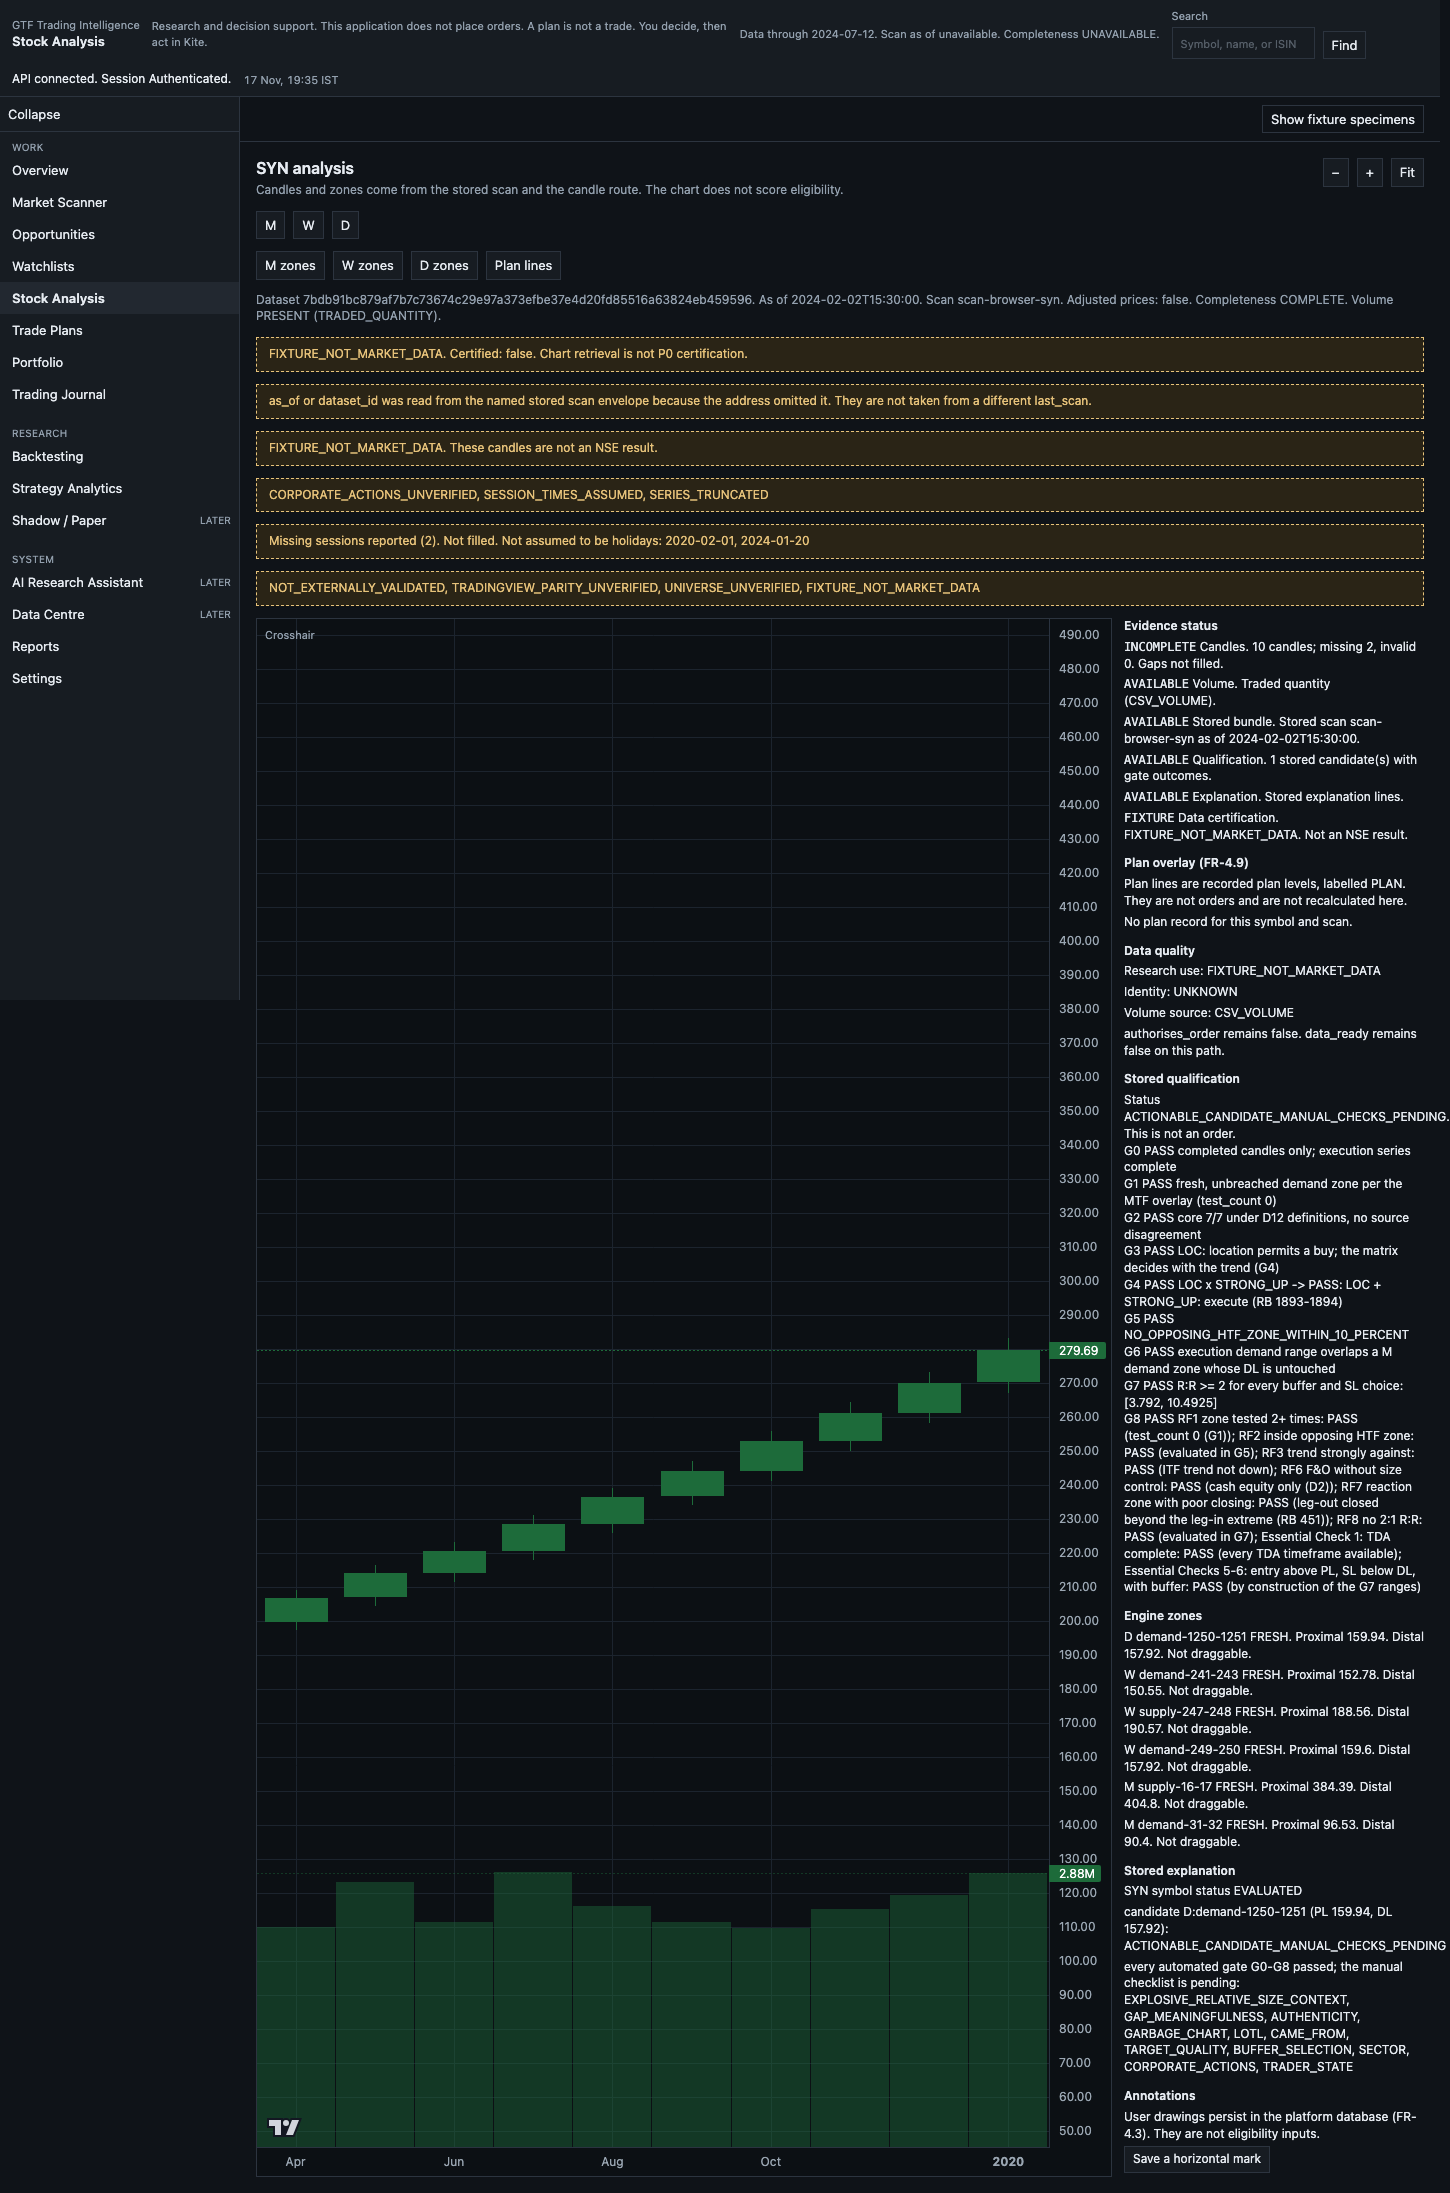 GTF Trading Intelligence
Stock Analysis
Research and decision support. This application does not place orders. A plan is not a trade. You decide, then
act in Kite.
Data through 2024-07-12. Scan as of unavailable. Completeness UNAVAILABLE.
Search
Symbol, name, or ISIN
Find
API connected. Session Authenticated.
17 Nov, 19:35 IST
Collapse
WORK
Overview
Market Scanner
Opportunities
Watchlists
Stock Analysis
Trade Plans
Portfolio
Trading Journal
RESEARCH
Backtesting
Strategy Analytics
Shadow / Paper LATER
SYSTEM
AI Research Assistant LATER
Data Centre LATER
Reports
Settings
Show fixture specimens
SYN analysis
Candles and zones come from the stored scan and the candle route. The chart does not score eligibility.
− + Fit
M W D
M zones W zones D zones Plan lines
Dataset 7bdb91bc879af7b7c73674c29e97a373efbe37e4d20fd85516a63824eb459596. As of 2024-02-02T15:30:00. Scan scan-browser-syn. Adjusted prices: false. Completeness COMPLETE. Volume
PRESENT (TRADED_QUANTITY).
FIXTURE_NOT_MARKET_DATA. Certified: false. Chart retrieval is not P0 certification.
as_of or dataset_id was read from the named stored scan envelope because the address omitted it. They are not taken from a different last_scan.
FIXTURE_NOT_MARKET_DATA. These candles are not an NSE result.
CORPORATE_ACTIONS_UNVERIFIED, SESSION_TIMES_ASSUMED, SERIES_TRUNCATED
Missing sessions reported (2). Not filled. Not assumed to be holidays: 2020-02-01, 2024-01-20
NOT_EXTERNALLY_VALIDATED, TRADINGVIEW_PARITY_UNVERIFIED, UNIVERSE_UNVERIFIED, FIXTURE_NOT_MARKET_DATA
Crosshair
490.00
480.00
470.00
460.00
450.00
440.00
430.00
420.00
410.00
400.00
390.00
380.00
370.00
360.00
350.00
340.00
330.00
320.00
310.00
300.00
290.00
279.69
270.00
260.00
250.00
240.00
230.00
220.00
210.00
200.00
190.00
180.00
170.00
160.00
150.00
140.00
130.00
2.88M
120.00
110.00
100.00
90.00
80.00
70.00
60.00
50.00
Apr Jun Aug Oct 2020
Evidence status
INCOMPLETE Candles. 10 candles; missing 2, invalid
0. Gaps not filled.
AVAILABLE Volume. Traded quantity
(CSV_VOLUME).
AVAILABLE Stored bundle. Stored scan scan-
browser-syn as of 2024-02-02T15:30:00.
AVAILABLE Qualification. 1 stored candidate(s) with
gate outcomes.
AVAILABLE Explanation. Stored explanation lines.
FIXTURE Data certification.
FIXTURE_NOT_MARKET_DATA. Not an NSE result.
Plan overlay (FR-4.9)
Plan lines are recorded plan levels, labelled PLAN.
They are not orders and are not recalculated here.
No plan record for this symbol and scan.
Data quality
Research use: FIXTURE_NOT_MARKET_DATA
Identity: UNKNOWN
Volume source: CSV_VOLUME
authorises_order remains false. data_ready remains
false on this path.
Stored qualification
Status
ACTIONABLE_CANDIDATE_MANUAL_CHECKS_PENDING.
This is not an order.
G0 PASS completed candles only; execution series
complete
G1 PASS fresh, unbreached demand zone per the
MTF overlay (test_count 0)
G2 PASS core 7/7 under D12 definitions, no source
disagreement
G3 PASS LOC: location permits a buy; the matrix
decides with the trend (G4)
G4 PASS LOC x STRONG_UP -> PASS: LOC +
STRONG_UP: execute (RB 1893-1894)
G5 PASS
NO_OPPOSING_HTF_ZONE_WITHIN_10_PERCENT
G6 PASS execution demand range overlaps a M
demand zone whose DL is untouched
G7 PASS R:R >= 2 for every buffer and SL choice:
[3.792, 10.4925]
G8 PASS RF1 zone tested 2+ times: PASS
(test_count 0 (G1)); RF2 inside opposing HTF zone:
PASS (evaluated in G5); RF3 trend strongly against:
PASS (ITF trend not down); RF6 F&O without size
control: PASS (cash equity only (D2)); RF7 reaction
zone with poor closing: PASS (leg-out closed
beyond the leg-in extreme (RB 451)); RF8 no 2:1 R:R:
PASS (evaluated in G7); Essential Check 1: TDA
complete: PASS (every TDA timeframe available);
Essential Checks 5-6: entry above PL, SL below DL,
with buffer: PASS (by construction of the G7 ranges)
Engine zones
D demand-1250-1251 FRESH. Proximal 159.94. Distal
157.92. Not draggable.
W demand-241-243 FRESH. Proximal 152.78. Distal
150.55. Not draggable.
W supply-247-248 FRESH. Proximal 188.56. Distal
190.57. Not draggable.
W demand-249-250 FRESH. Proximal 159.6. Distal
157.92. Not draggable.
M supply-16-17 FRESH. Proximal 384.39. Distal
404.8. Not draggable.
M demand-31-32 FRESH. Proximal 96.53. Distal
90.4. Not draggable.
Stored explanation
SYN symbol status EVALUATED
candidate D:demand-1250-1251 (PL 159.94, DL
157.92):
ACTIONABLE_CANDIDATE_MANUAL_CHECKS_PENDING
every automated gate G0-G8 passed; the manual
checklist is pending:
EXPLOSIVE_RELATIVE_SIZE_CONTEXT,
GAP_MEANINGFULNESS, AUTHENTICITY,
GARBAGE_CHART, LOTL, CAME_FROM,
TARGET_QUALITY, BUFFER_SELECTION, SECTOR,
CORPORATE_ACTIONS, TRADER_STATE
Annotations
User drawings persist in the platform database (FR-
4.3). They are not eligibility inputs.
Save a horizontal mark